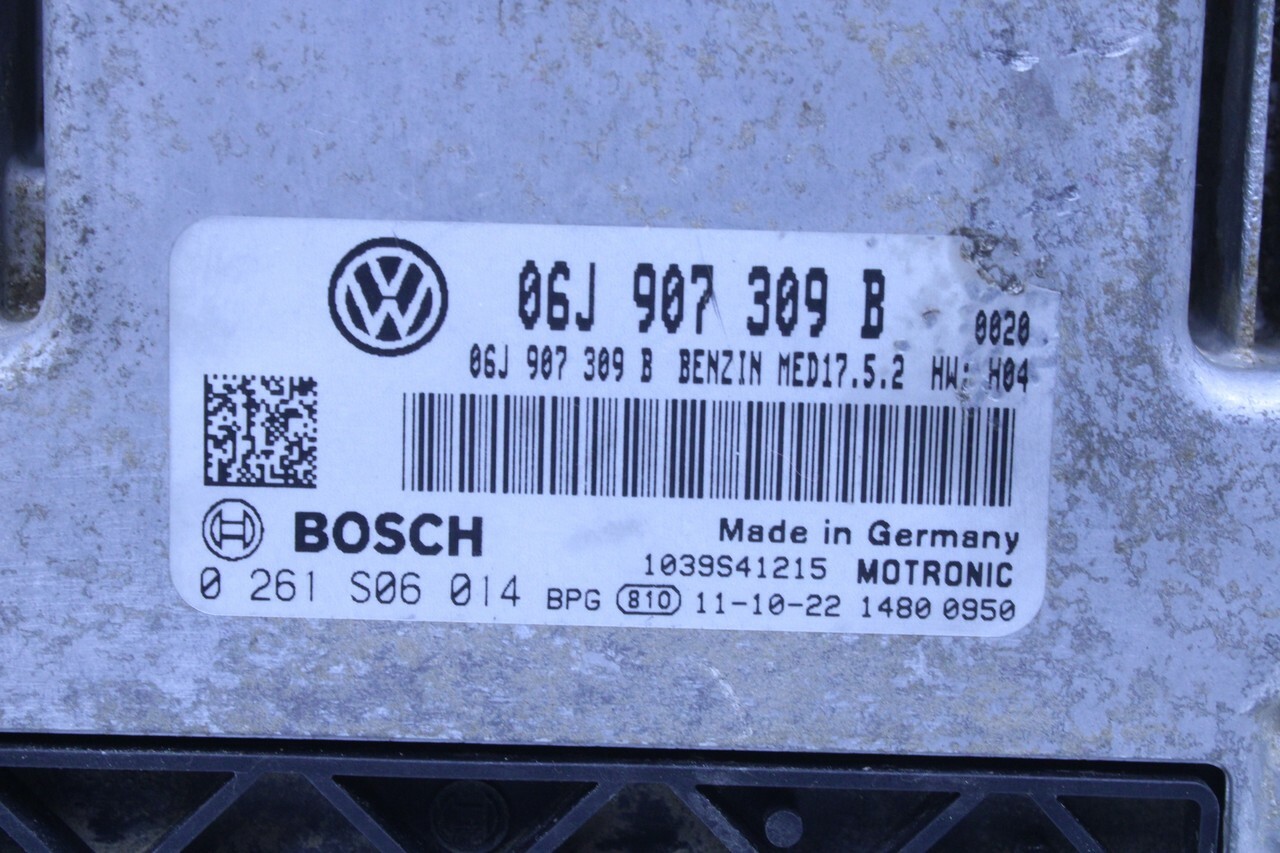 06J 907 309 B 0020
06J 907 309 B BENZIN MED17.5.2 HW: H04
BOSCH
Made in Germany
1039S41215 MOTRONIC
0 261 S06 014 BPG 810 11-10-22 1480 0950